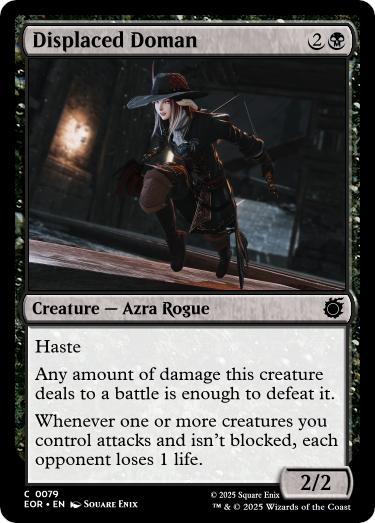 Displaced Doman
2
Creature — Azra Rogue
Haste
Any amount of damage this creature
deals to a battle is enough to defeat it.
Whenever one or more creatures you
control attacks and isn't blocked, each
opponent loses 1 life.
2/2
C 0079
EOR • EN Square Enix
© 2025 Square Enix
™ & © 2025 Wizards of the Coast